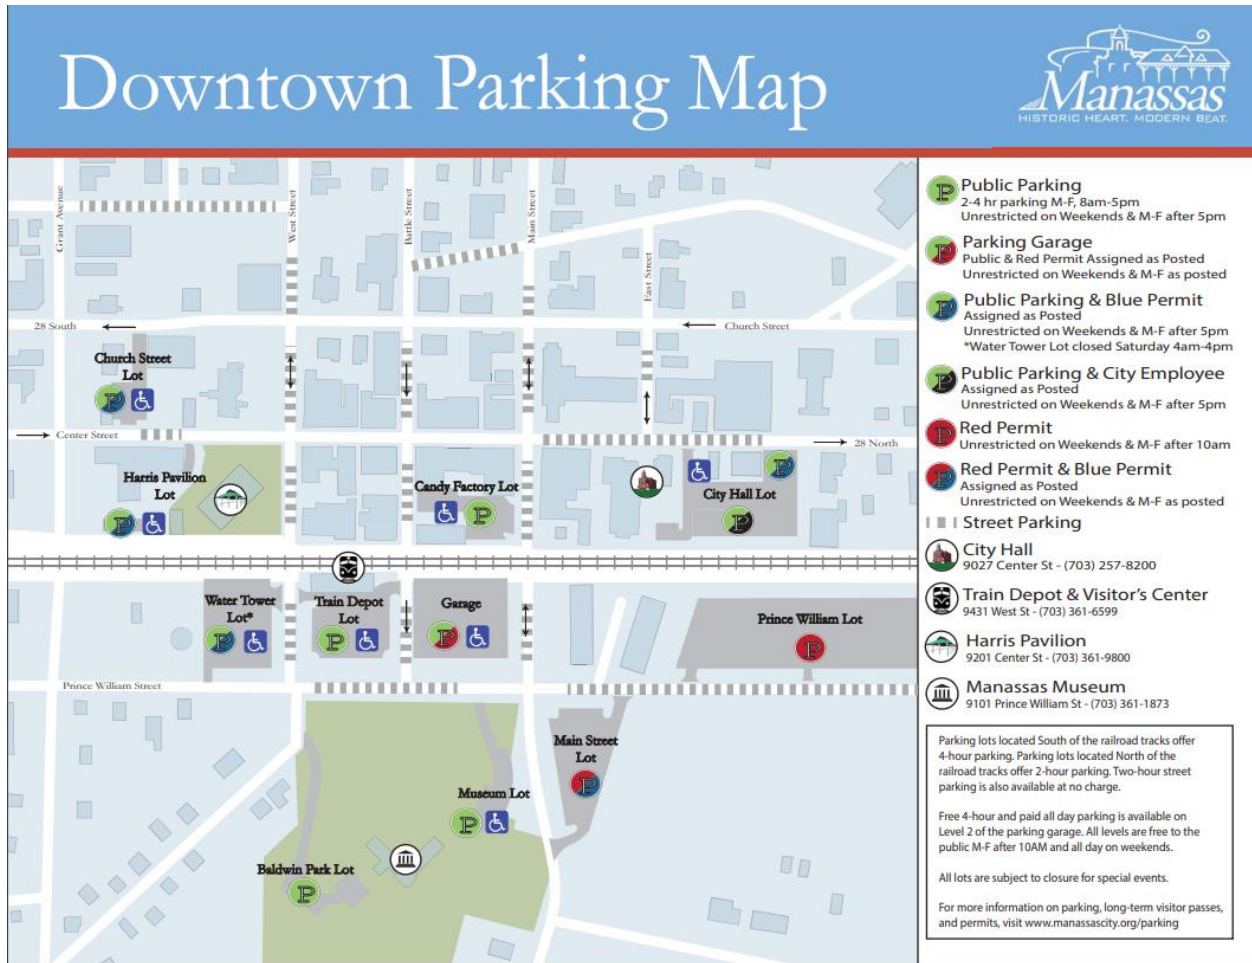 Downtown Parking Map
Manassas
HISTORIC HEART. MODERN BEAT.
Grant Avenue
West Street
Battle Street
Main Street
East Street
28 South
Church Street
Church Street
Lot
P
Center Street
28 North
Harris Pavilion
Lot
P
Candy Factory Lot
P
P
City Hall Lot
P
Water Tower
Lot*
P
Train Depot
Lot
P
Garage
P
Prince William Lot
P
Prince William Street
Main Street
Lot
P
Museum Lot
P
Baldwin Park Lot
P
P
Public Parking
2-4 hr parking M-F, 8am-5pm
Unrestricted on Weekends & M-F after 5pm
P
Parking Garage
Public & Red Permit Assigned as Posted
Unrestricted on Weekends & M-F as posted
P
Public Parking & Blue Permit
Assigned as Posted
Unrestricted on Weekends & M-F after 5pm
*Water Tower Lot closed Saturday 4am-4pm
P
Public Parking & City Employee
Assigned as Posted
Unrestricted on Weekends & M-F after 5pm
P
Red Permit
Unrestricted on Weekends & M-F after 10am
P
Red Permit & Blue Permit
Assigned as Posted
Unrestricted on Weekends & M-F as posted
Street Parking
City Hall
9027 Center St - (703) 257-8200
Train Depot & Visitor's Center
9431 West St - (703) 361-6599
Harris Pavilion
9201 Center St - (703) 361-9800
Manassas Museum
9101 Prince William St - (703) 361-1873
Parking lots located South of the railroad tracks offer
4-hour parking. Parking lots located North of the
railroad tracks offer 2-hour parking. Two-hour street
parking is also available at no charge.
Free 4-hour and paid all day parking is available on
Level 2 of the parking garage. All levels are free to the
public M-F after 10AM and all day on weekends.
All lots are subject to closure for special events.
For more information on parking, long-term visitor passes,
and permits, visit www.manassascity.org/parking